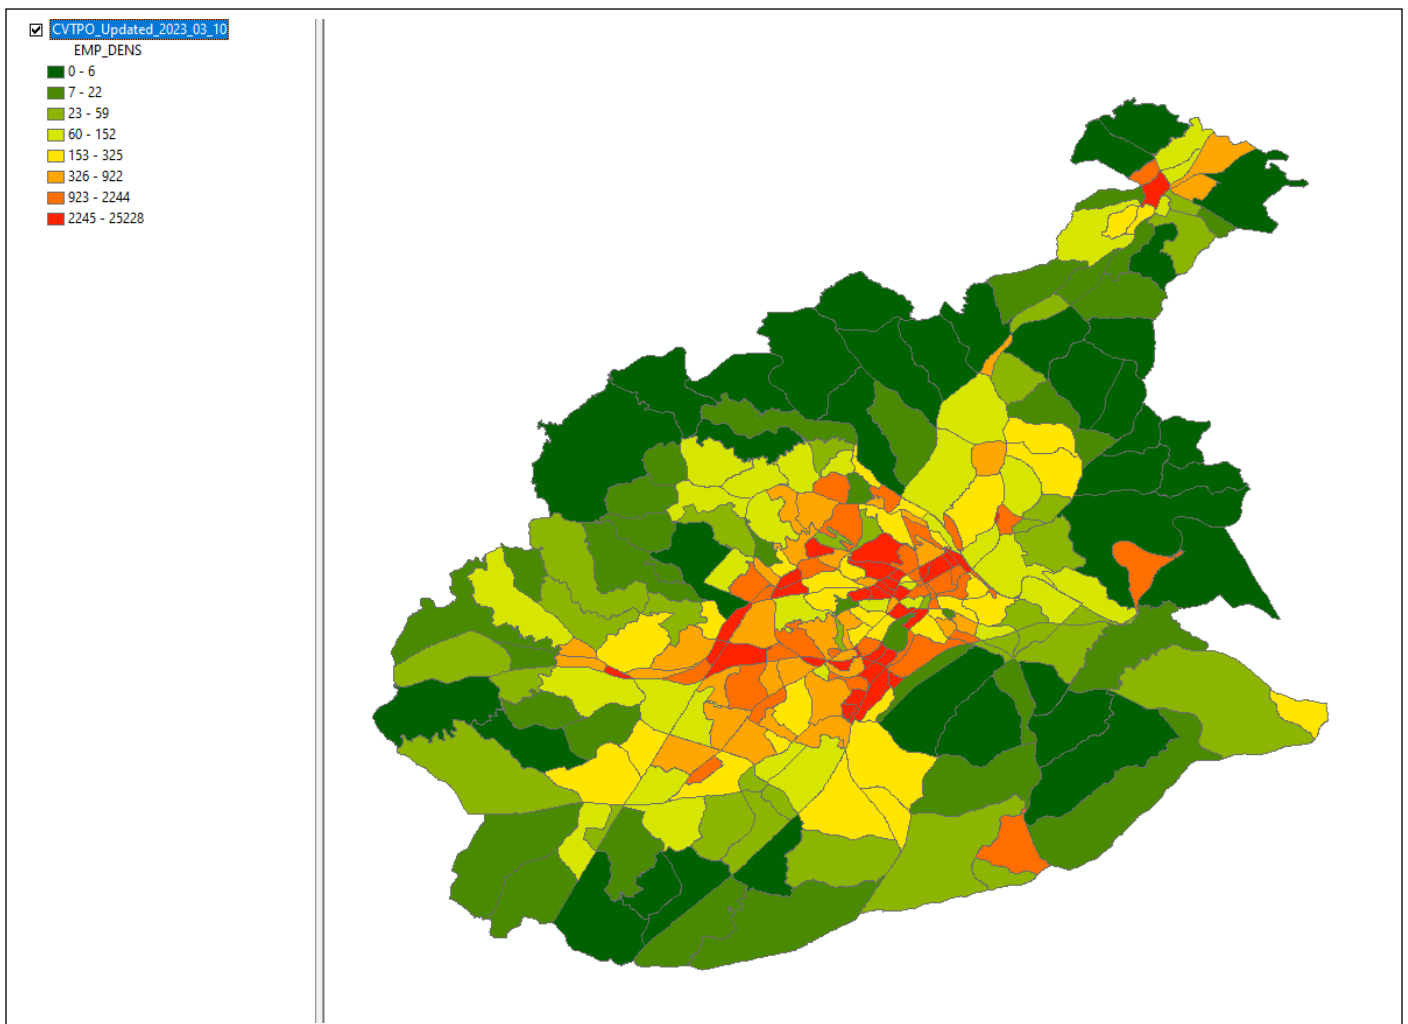 CVTPO_Updated_2023_03_10
EMP_DENS
0 - 6
7 - 22
23 - 59
60 - 152
153 - 325
326 - 922
923 - 2244
2245 - 25228